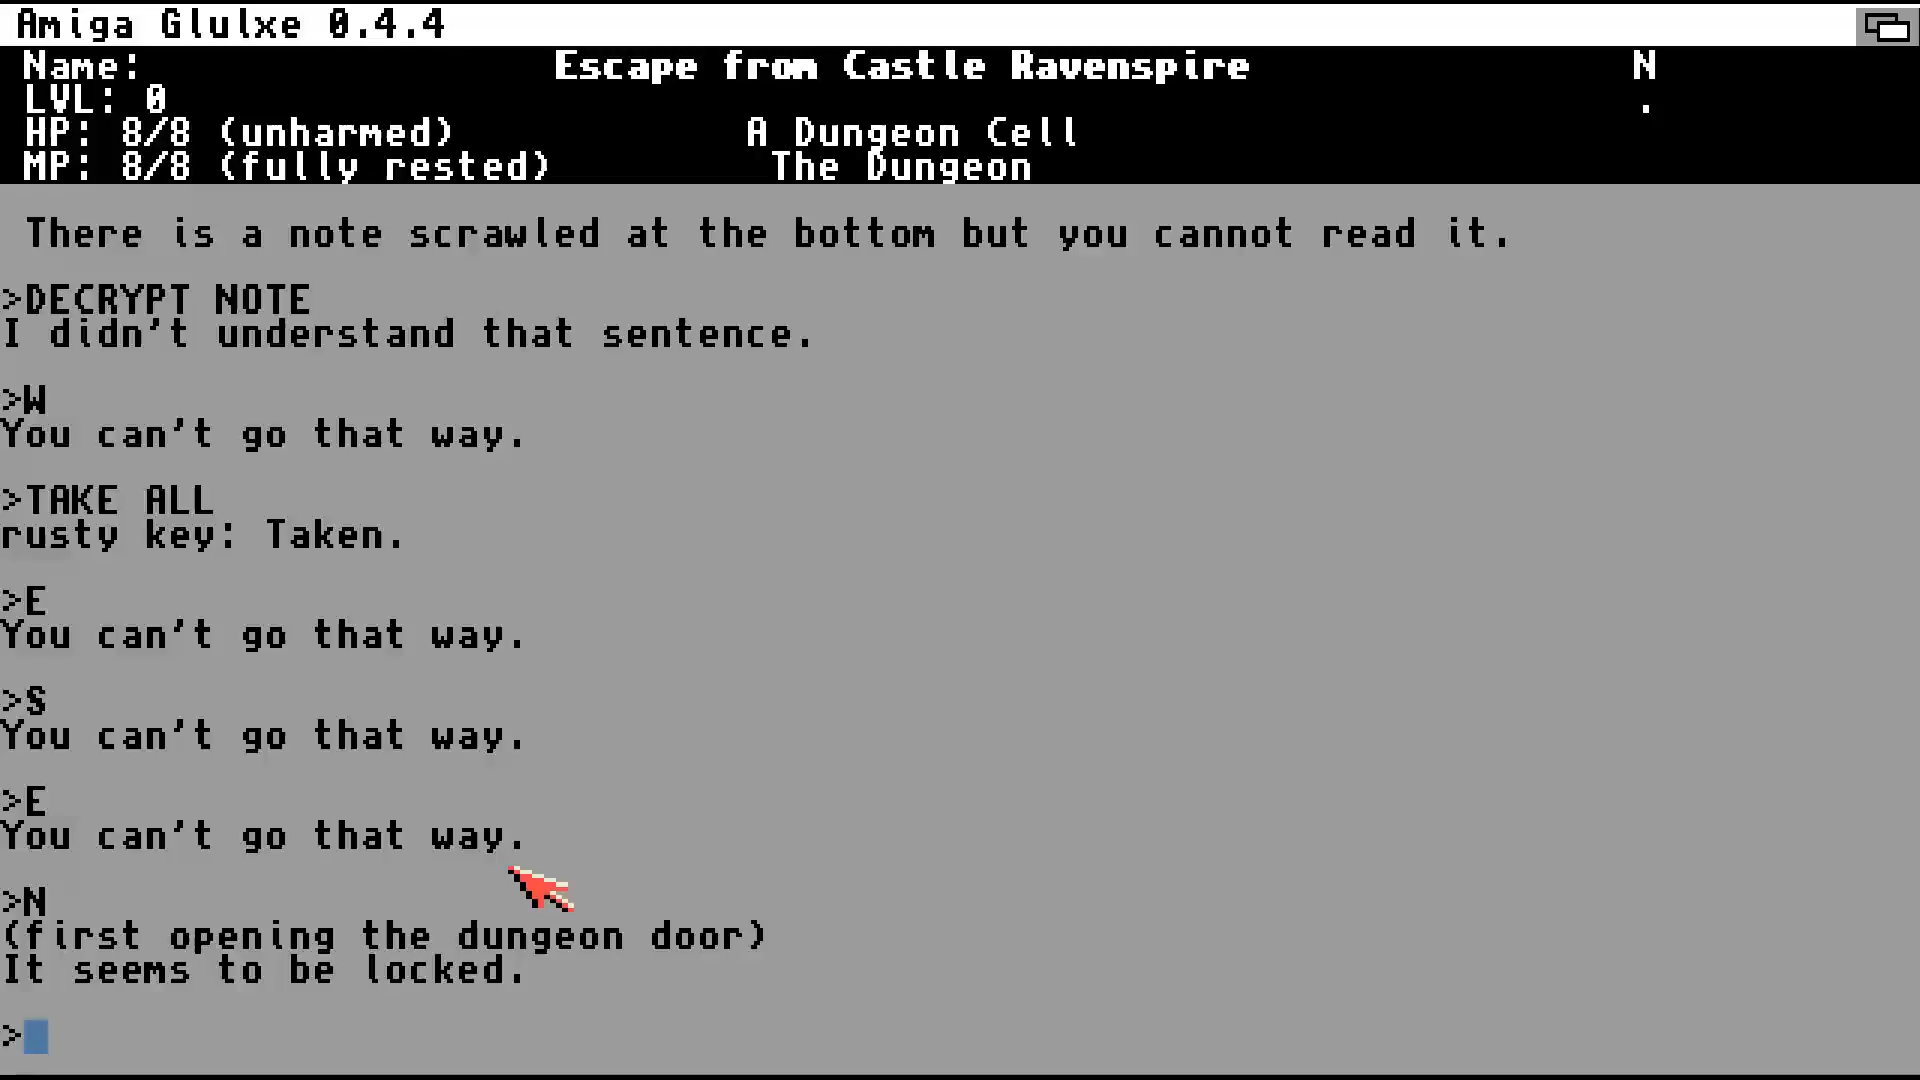 Amiga Glulxe 0.4.4
Name: Escape from Castle Ravenspire N
LVL: 0 .
HP: 8/8 (unharmed) A Dungeon Cell
MP: 8/8 (fully rested) The Dungeon
There is a note scrawled at the bottom but you cannot read it.
>DECRYPT NOTE
I didn't understand that sentence.
>W
You can't go that way.
>TAKE ALL
rusty key: Taken.
>E
You can't go that way.
>S
You can't go that way.
>E
You can't go that way.
>N
(first opening the dungeon door)
It seems to be locked.
>